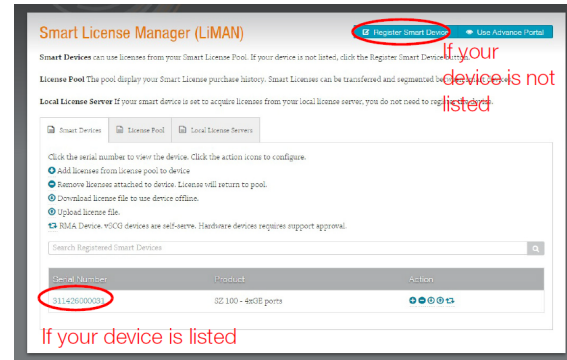 Smart License Manager (LiMAN)
Register Smart Device
Use Advance Portal
Smart Devices can use licenses from your Smart License Pool. If your device is not listed, click the Register Smart Device button.
License Pool The pool display your Smart License purchase history. Smart Licenses can be transferred and segmented between Smart Devices.
Local License Server If your smart device is set to acquire licenses from your local license server, you do not need to register the device.
If your
device is not
listed
Smart Devices
License Pool
Local License Servers
Click the serial number to view the device. Click the action icons to configure.
Add licenses from license pool to device
Remove licenses attached to device. License will return to pool.
Download license file to use device offline.
Upload license file.
RMA Device. vSCG devices are self-serve. Hardware devices requires support approval.
Search Registered Smart Devices
Serial Number Product Action
311426000031 SZ 100 - 4xGE ports
If your device is listed